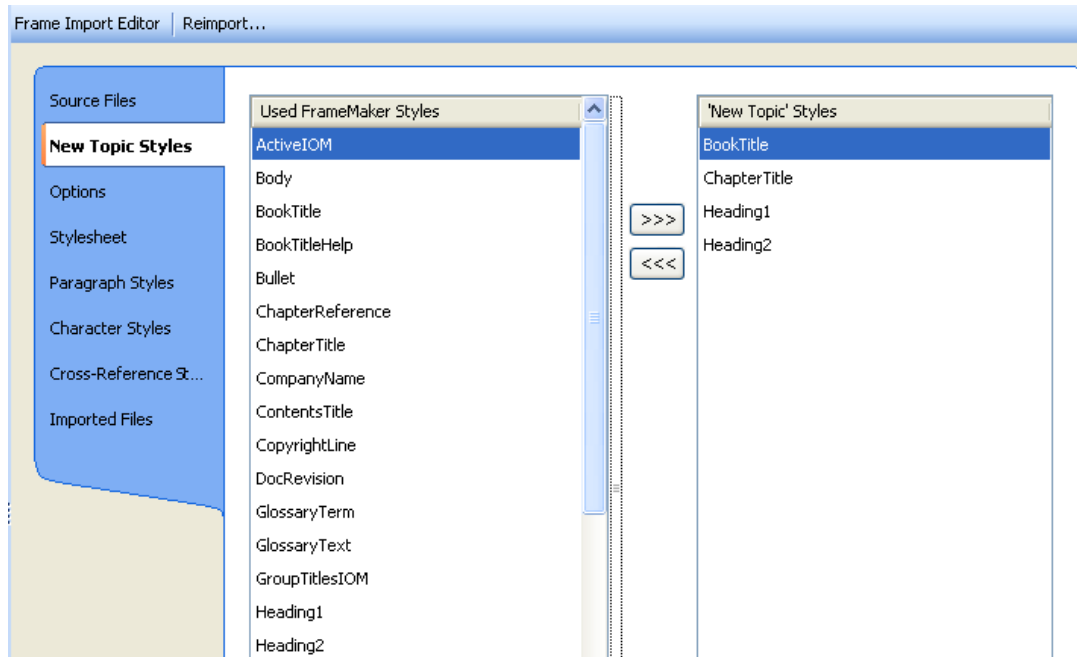 Frame Import Editor Reimport...
Source Files
New Topic Styles
Options
Stylesheet
Paragraph Styles
Character Styles
Cross-Reference St...
Imported Files
Used FrameMaker Styles
ActiveIOM
Body
BookTitle
BookTitleHelp
Bullet
ChapterReference
ChapterTitle
CompanyName
ContentsTitle
CopyrightLine
DocRevision
GlossaryTerm
GlossaryText
GroupTitlesIOM
Heading1
Heading2
>>>
<<<
'New Topic' Styles
BookTitle
ChapterTitle
Heading1
Heading2